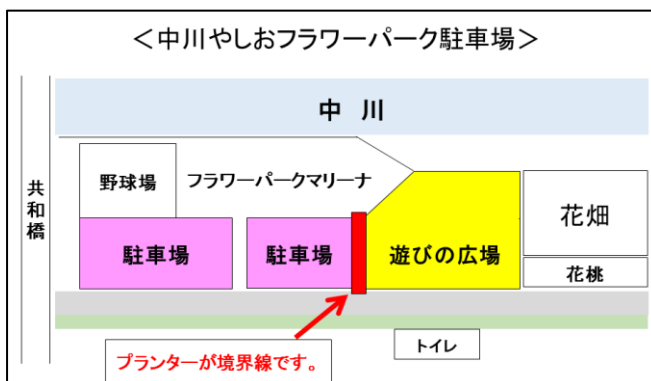 ＜中川やしおフラワーパーク駐車場＞
中　川
共和橋
野球場
フラワーパークマリーナ
花畑
駐車場
駐車場
遊びの広場
花桃
プランターが境界線です。
トイレ